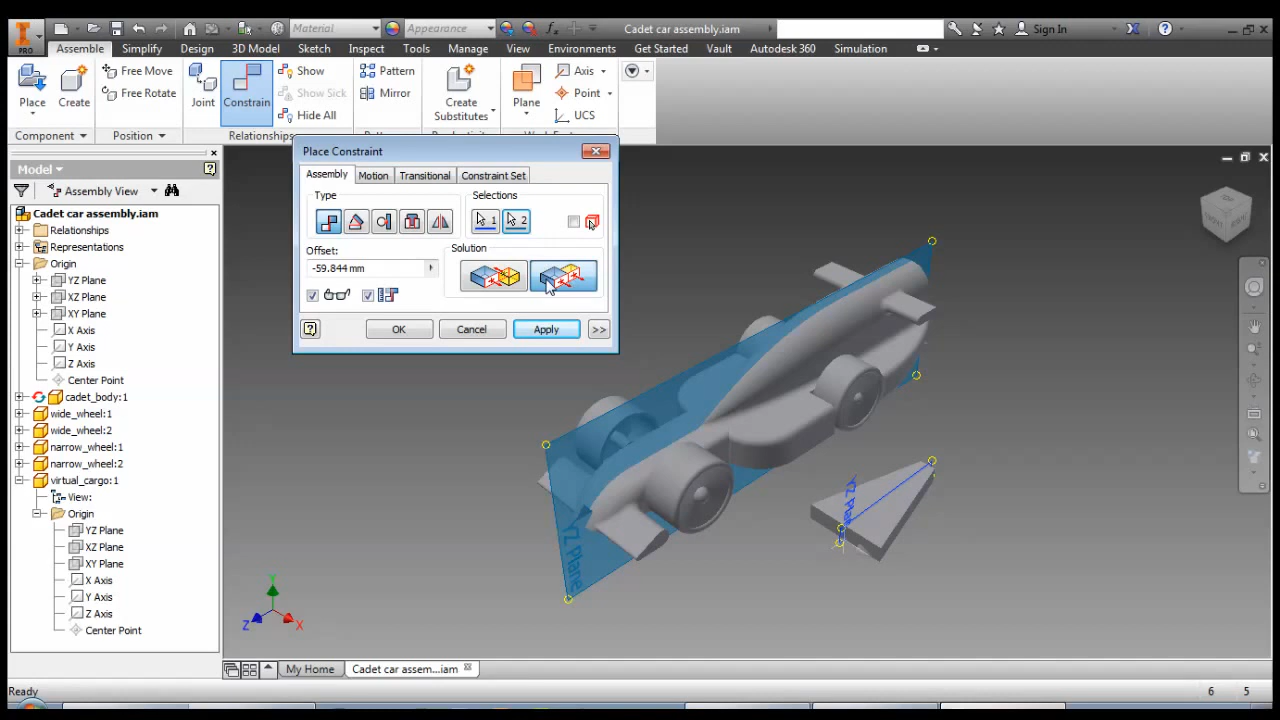 Material
Appearance
Cadet car assembly.iam
Sign In
PRO
Assemble
Simplify
Design
3D Model
Sketch
Inspect
Tools
Manage
View
Environments
Get Started
Vault
Autodesk 360
Simulation
Place
Create
Free Move
Free Rotate
Joint
Constrain
Show
Show Sick
Hide All
Pattern
Mirror
Create
Substitutes
Plane
Axis
Point
UCS
Component
Position
Relationships
Model
Assembly View
Cadet car assembly.iam
Relationships
Representations
Origin
YZ Plane
XZ Plane
XY Plane
X Axis
Y Axis
Z Axis
Center Point
cadet_body:1
wide_wheel:1
wide_wheel:2
narrow_wheel:1
narrow_wheel:2
virtual_cargo:1
View:
Origin
YZ Plane
XZ Plane
XY Plane
X Axis
Y Axis
Z Axis
Center Point
Place Constraint
Assembly
Motion
Transitional
Constraint Set
Type
Selections
1
2
Offset:
-59.844 mm
Solution
OK
Cancel
Apply
>>
YZ Plane
YZ Plane
Y
Z
X
My Home
Cadet car assem...iam
Ready
6
5